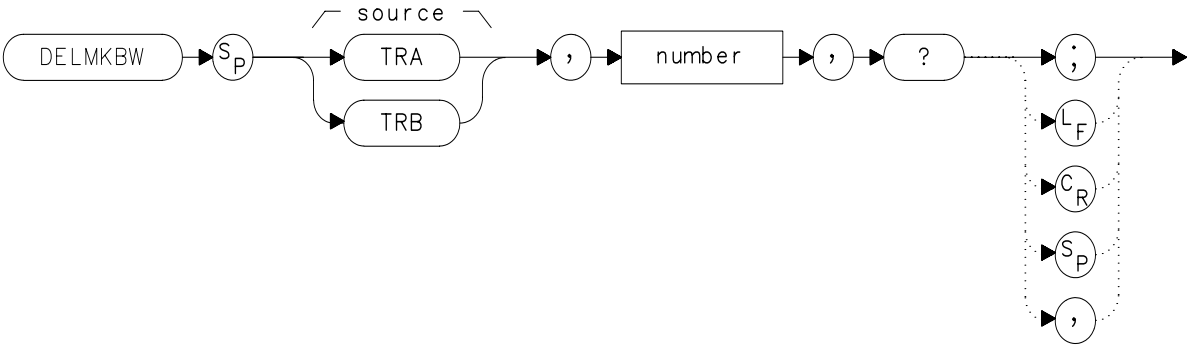 source
DELMKBW SP TRA , number , ? ;
TRB
LF
CR
SP
,